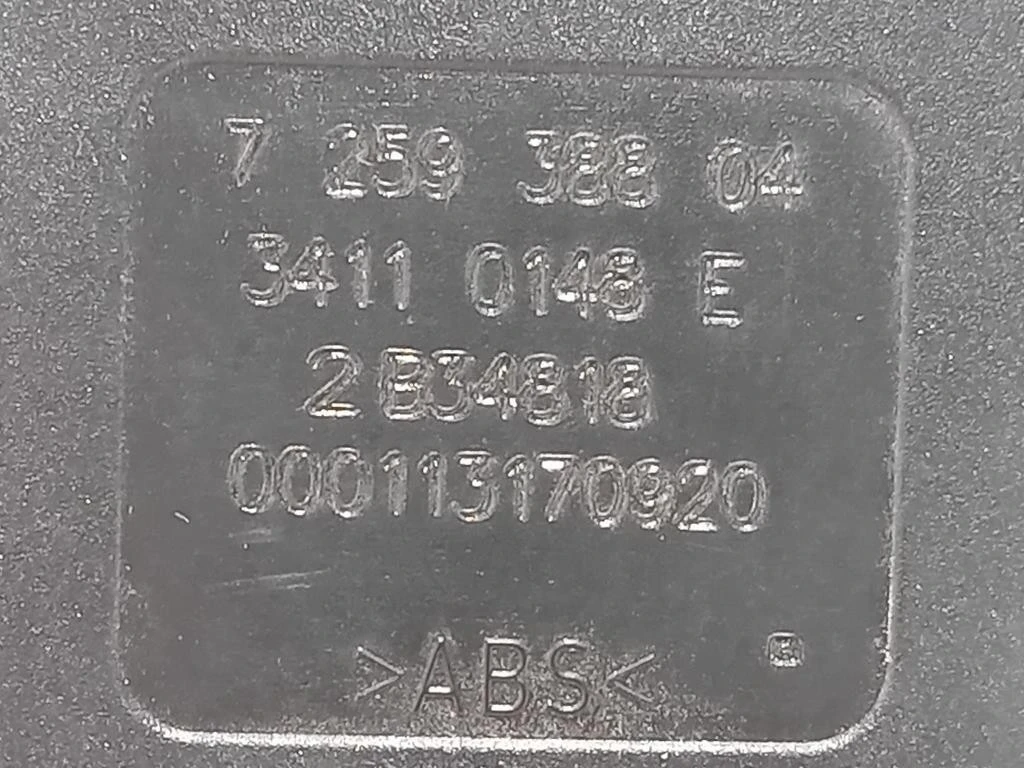 7 259 388 04
3411 0148 E
2 B34818
000113170920
>ABS<